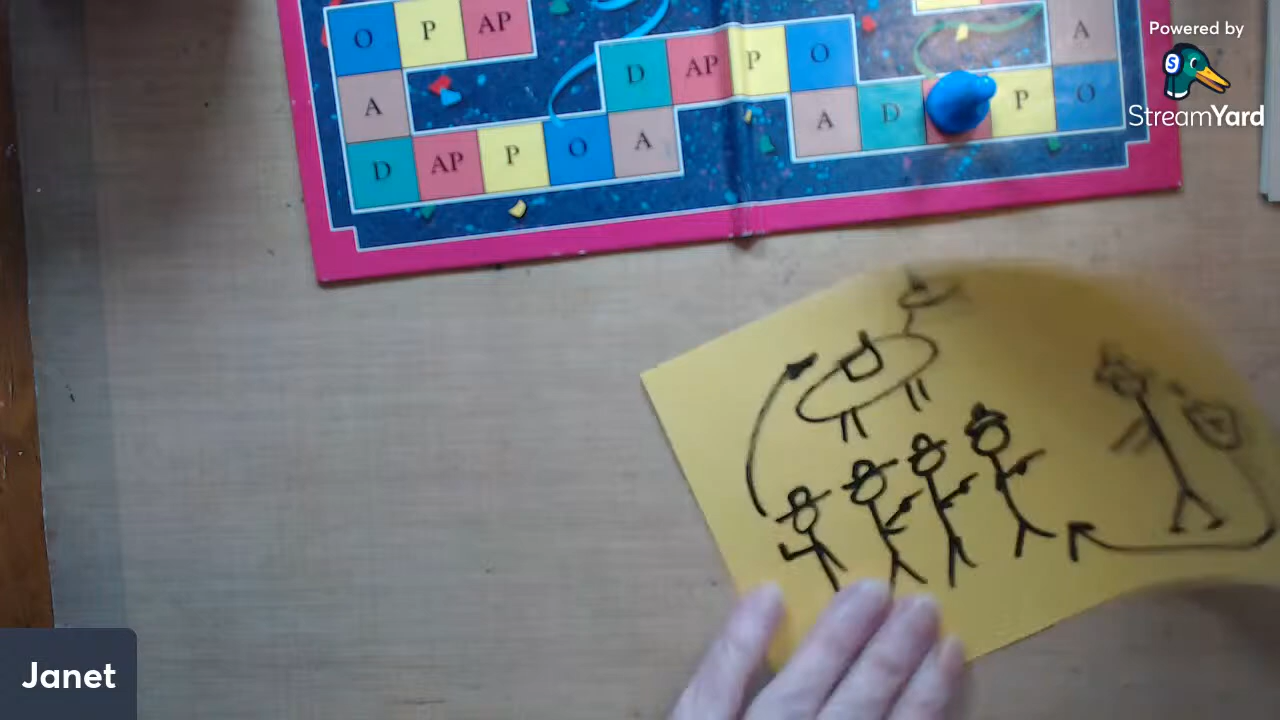 O P AP
A
D AP P O A
D AP P O
A D P O
A
Powered by
S
StreamYard
Janet